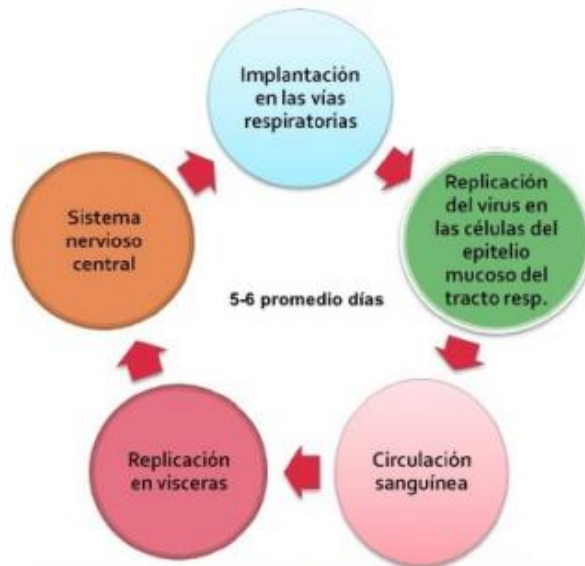 Implantación
en las vías
respiratorias
Replicación
del virus en
las células del
epitelio
mucoso del
tracto resp.
Circulación
sanguínea
Replicación
en visceras
Sistema
nervioso
central
5-6 promedio días